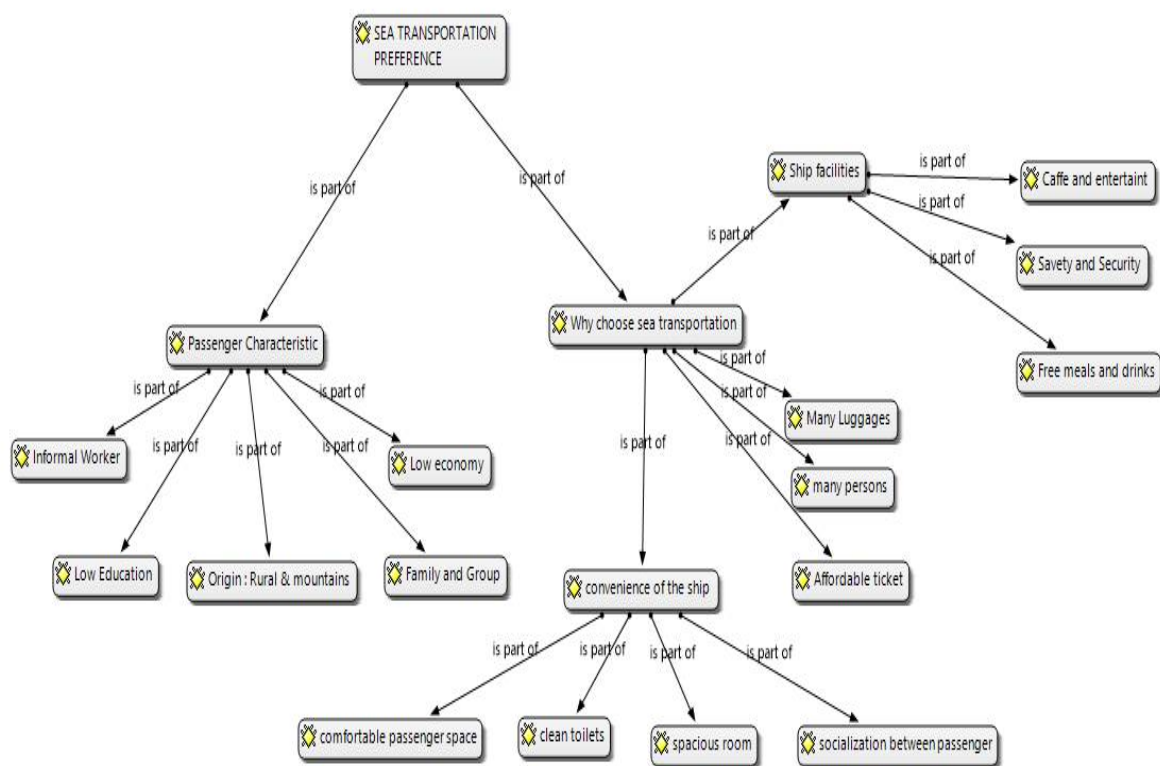 SEA TRANSPORTATION
PREFERENCE
is part of
is part of
Ship facilities
is part of
Caffe and entertaint
is part of
is part of
is part of
Savety and Security
Why choose sea transportation
Passenger Characteristic
Free meals and drinks
is part of
is part of
is part of
is part of
is part of
is part of
is part of
is part of
is part of
Many Luggages
Informal Worker
Low economy
many persons
Low Education
Origin : Rural & mountains
Family and Group
convenience of the ship
Affordable ticket
is part of
is part of
is part of
is part of
comfortable passenger space
clean toilets
spacious room
socialization between passenger